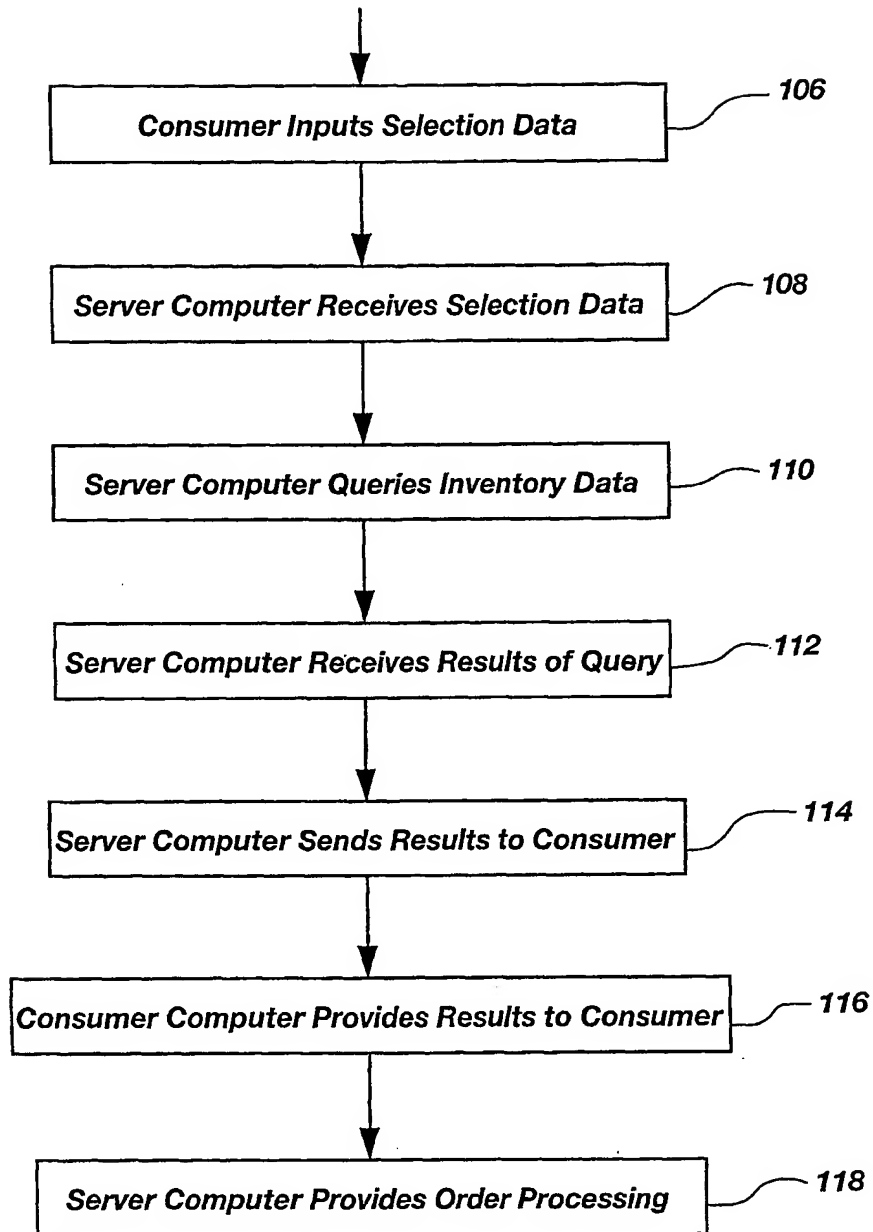 Consumer Inputs Selection Data
106
Server Computer Receives Selection Data
108
Server Computer Queries Inventory Data
110
Server Computer Receives Results of Query
112
Server Computer Sends Results to Consumer
114
Consumer Computer Provides Results to Consumer
116
Server Computer Provides Order Processing
118